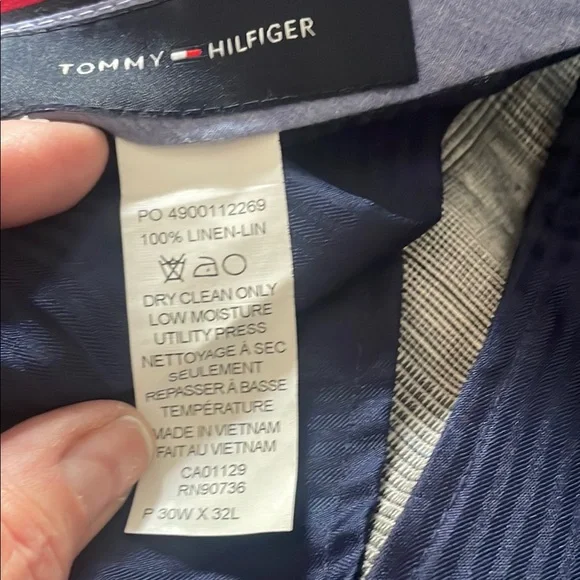 TOMMY HILFIGER
PO 4900112269
100% LINEN-LIN
DRY CLEAN ONLY
LOW MOISTURE
UTILITY PRESS
NETTOYAGE À SEC
SEULEMENT
REPASSER À BASSE
TEMPÉRATURE
MADE IN VIETNAM
FAIT AU VIETNAM
CA01129
RN90736
P 30W X 32L